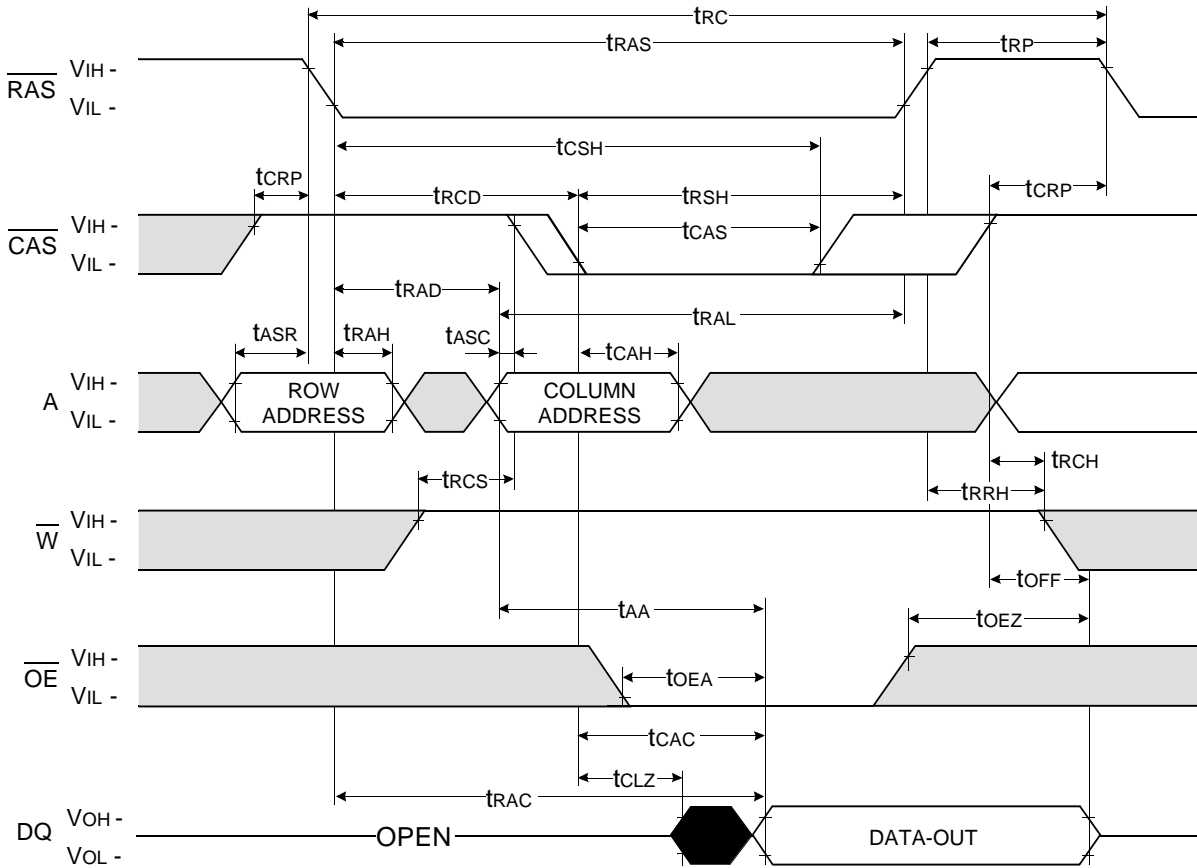 tRC
tRAS
tRP
RAS
VIH -
VIL -
tCSH
tCRP
tRCD
tRSH
tCRP
CAS
VIH -
VIL -
tCAS
tRAD
tRAL
tASR
tRAH
tASC
tCAH
A
VIH -
VIL -
ROW
ADDRESS
COLUMN
ADDRESS
tRCH
tRCS
tRRH
W
VIH -
VIL -
tOFF
tAA
tOEZ
OE
VIH -
VIL -
tOEA
tCAC
tCLZ
tRAC
DQ
VOH -
VOL -
OPEN
DATA-OUT